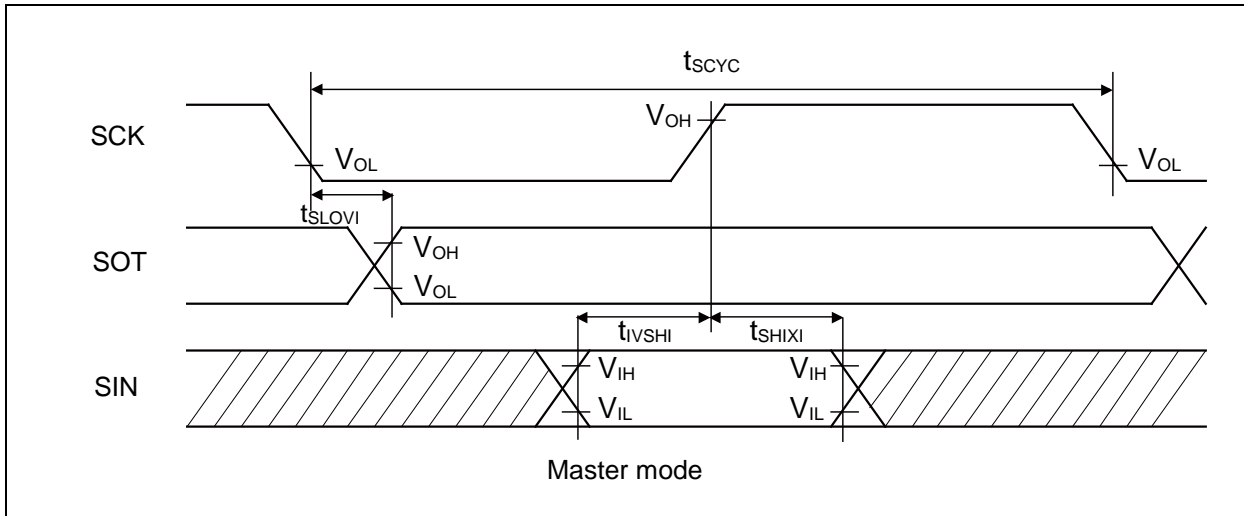 tSCYC
SCK
VOH
VOL
VOL
tSLOVI
SOT
VOH
VOL
tIVSHI
tSHIXI
SIN
VIH
VIH
VIL
VIL
Master mode